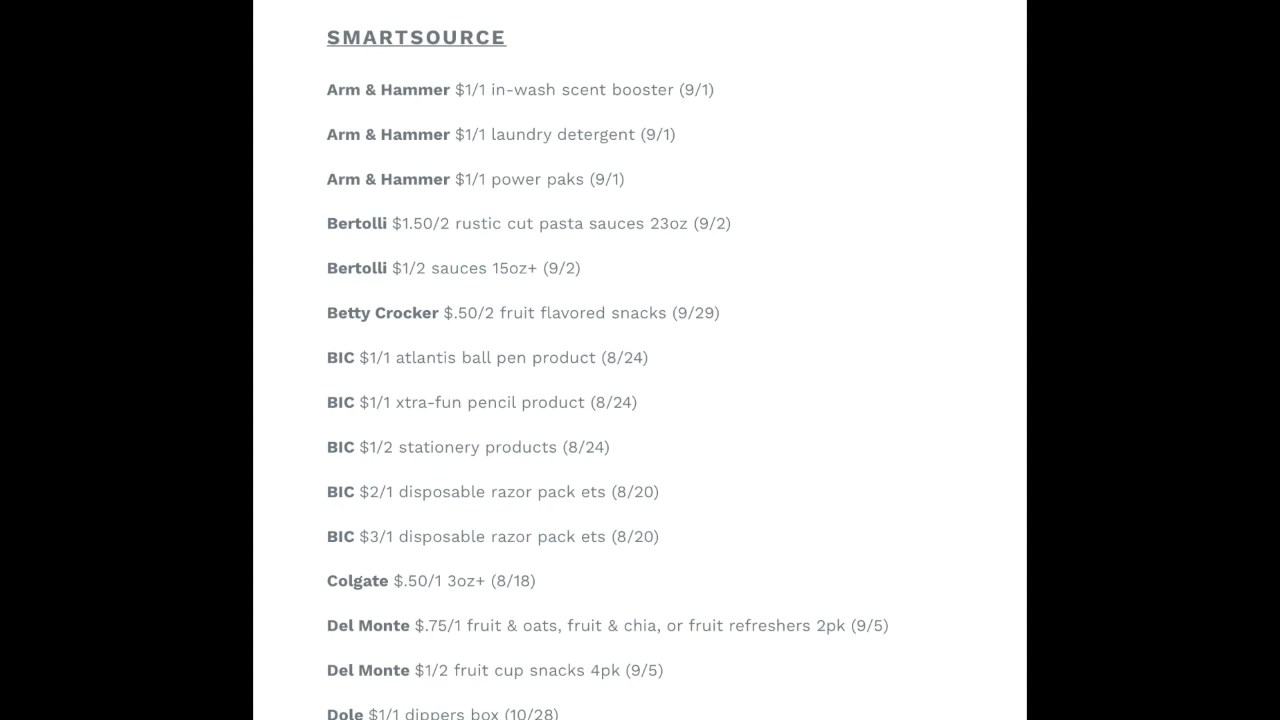 SMARTSOURCE
Arm & Hammer $1/1 in-wash scent booster (9/1)
Arm & Hammer $1/1 laundry detergent (9/1)
Arm & Hammer $1/1 power paks (9/1)
Bertolli $1.50/2 rustic cut pasta sauces 23oz (9/2)
Bertolli $1/2 sauces 15oz+ (9/2)
Betty Crocker $.50/2 fruit flavored snacks (9/29)
BIC $1/1 atlantis ball pen product (8/24)
BIC $1/1 xtra-fun pencil product (8/24)
BIC $1/2 stationery products (8/24)
BIC $2/1 disposable razor pack ets (8/20)
BIC $3/1 disposable razor pack ets (8/20)
Colgate $.50/1 3oz+ (8/18)
Del Monte $.75/1 fruit & oats, fruit & chia, or fruit refreshers 2pk (9/5)
Del Monte $1/2 fruit cup snacks 4pk (9/5)
Dole $1/1 dippers box (10/28)